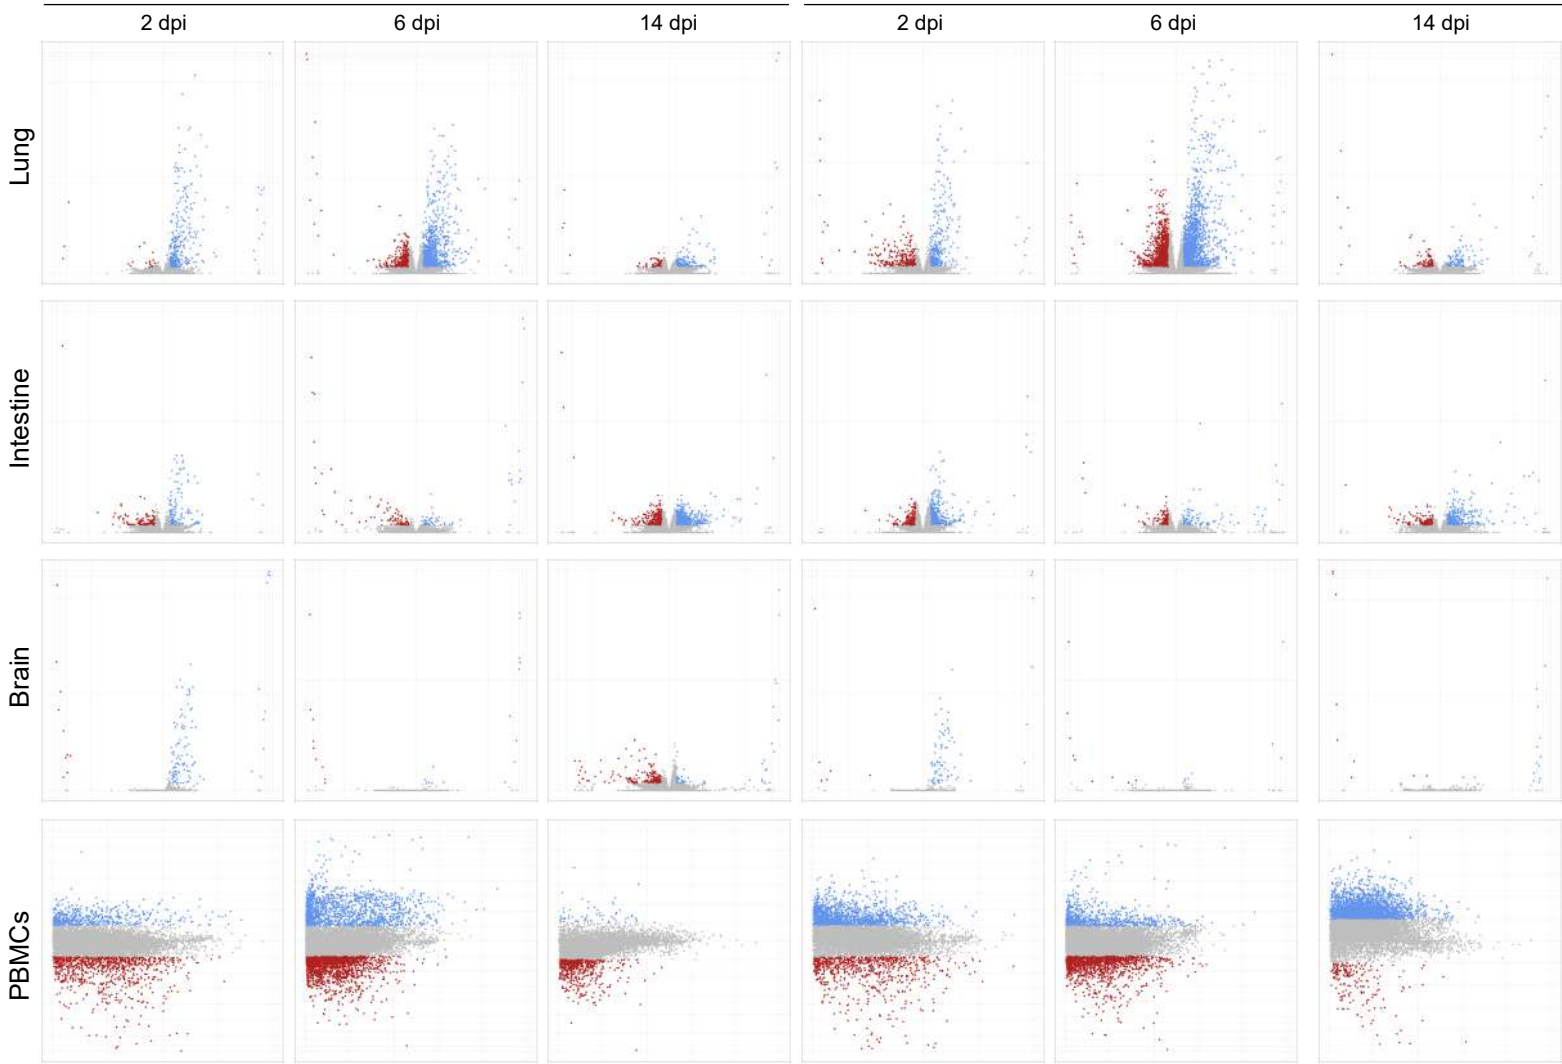 2 dpi 6 dpi 14 dpi 2 dpi 6 dpi 14 dpi
Lung
Intestine
Brain
PBMCs